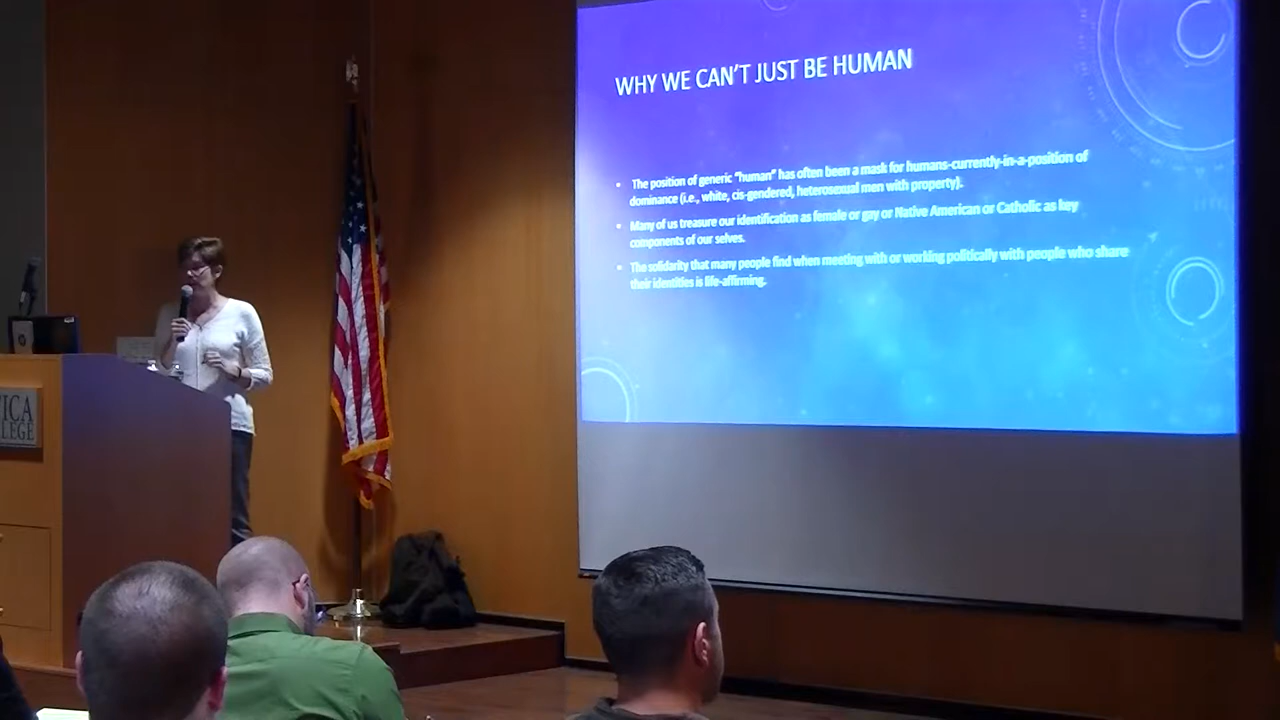 WHY WE CAN'T JUST BE HUMAN
The position of generic "human" has often been a mask for humans-currently-in-a-position of
dominance (i.e., white, cis-gendered, heterosexual men with property).
Many of us treasure our identification as female or gay or Native American or Catholic as key
components of our selves.
The solidarity that many people find when meeting with or working politically with people who share
their identities is life-affirming.
ICA
LEGE